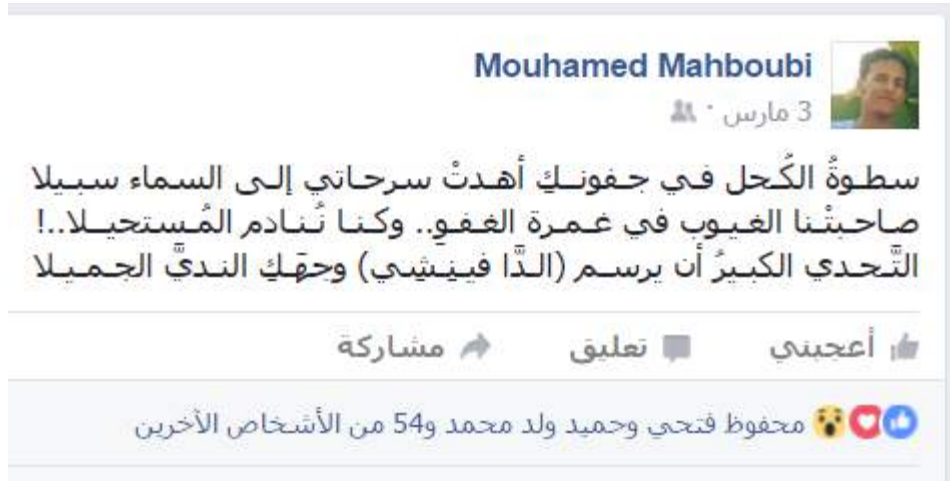 Mouhamed Mahboubi
3 مارس ·
سطوةُ الكُحل في جفونكِ أهدتْ سرحاتي إلى السماء سبيلا
صاحبتْنا الغيوب في غمرة الغفوِ.. وكنا نُنادم المُستحيلا..!
التَّحدي الكبيرُ أن يرسم (الدَّا فينِشِي) وجهَكِ النديَّ الجميلا
أعجبني تعليق مشاركة
محفوظ فتحي وحميد ولد محمد و54 من الأشخاص الآخرين